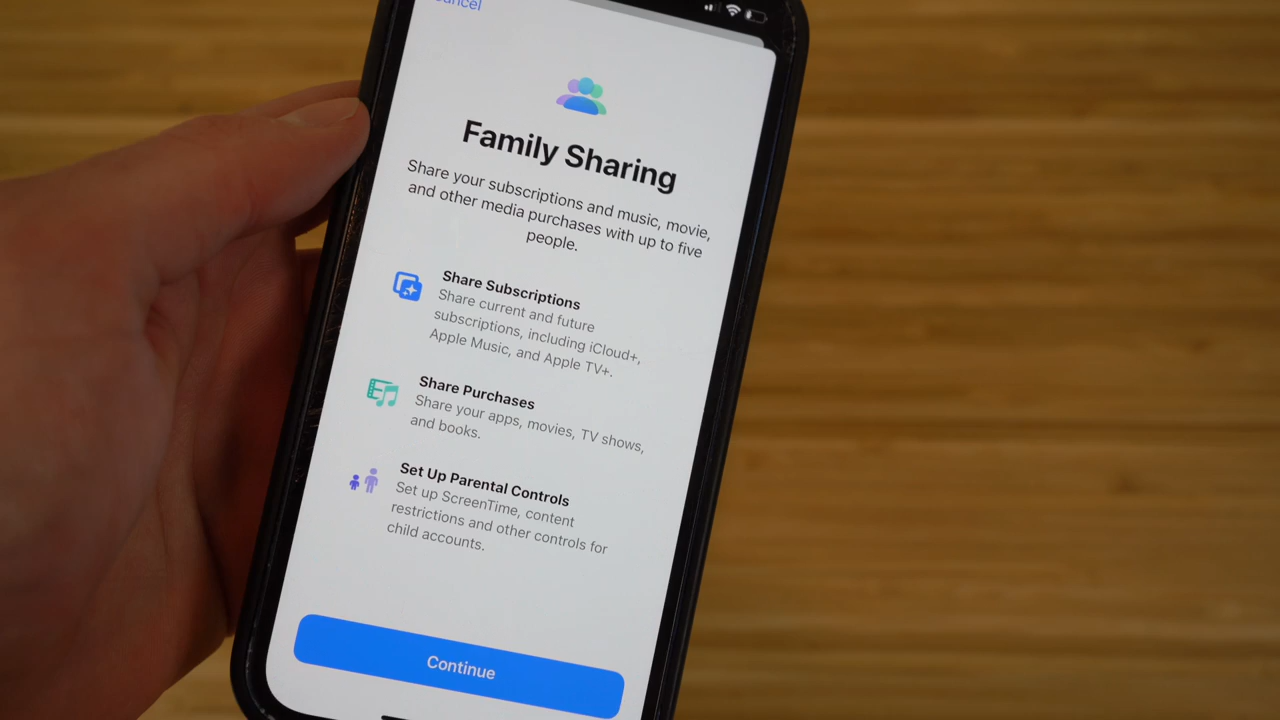 Cancel
Family Sharing
Share your subscriptions and music, movie,
and other media purchases with up to five
people.
Share Subscriptions
Share current and future
subscriptions, including iCloud+,
Apple Music, and Apple TV+.
Share Purchases
Share your apps, movies, TV shows,
and books.
Set Up Parental Controls
Set up ScreenTime, content
restrictions and other controls for
child accounts.
Continue